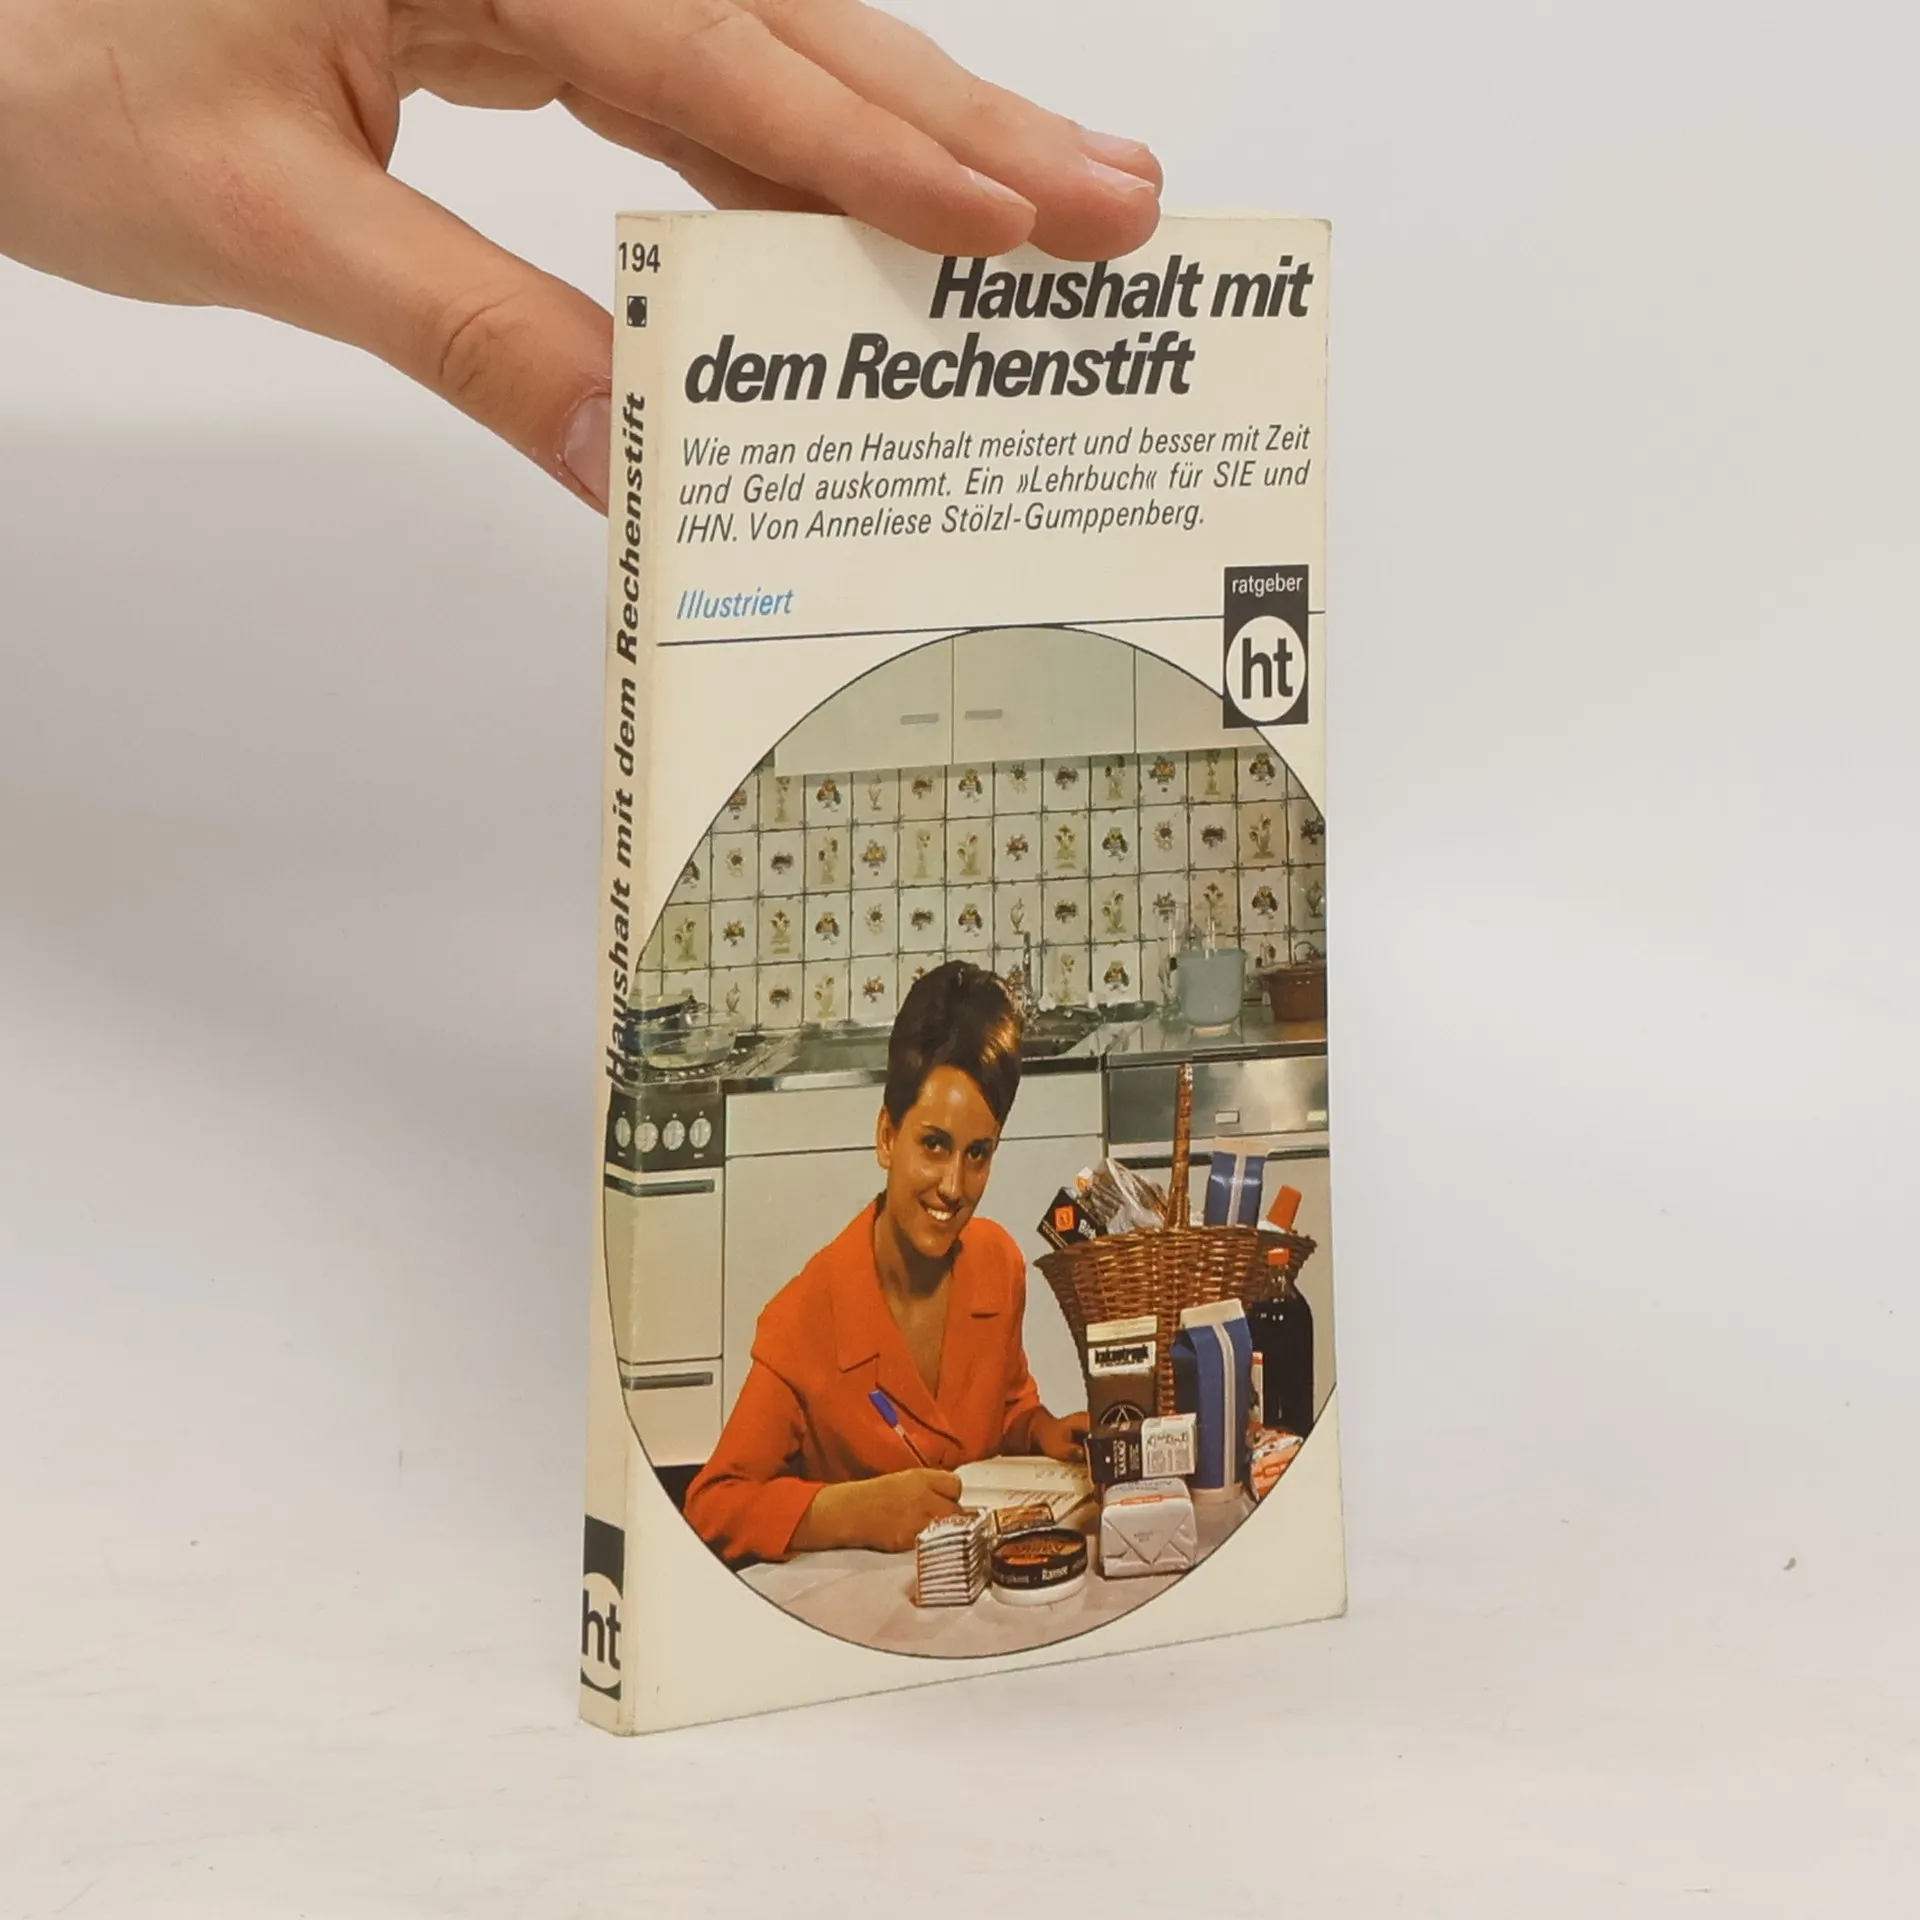 194
Haushalt mit dem Rechenstift
ht
Haushalt mit
dem Rechenstift
Wie man den Haushalt meistert und besser mit Zeit
und Geld auskommt. Ein »Lehrbuch« für SIE und
IHN. Von Anneliese Stölzl-Gumppenberg.
Illustriert
ratgeber
ht